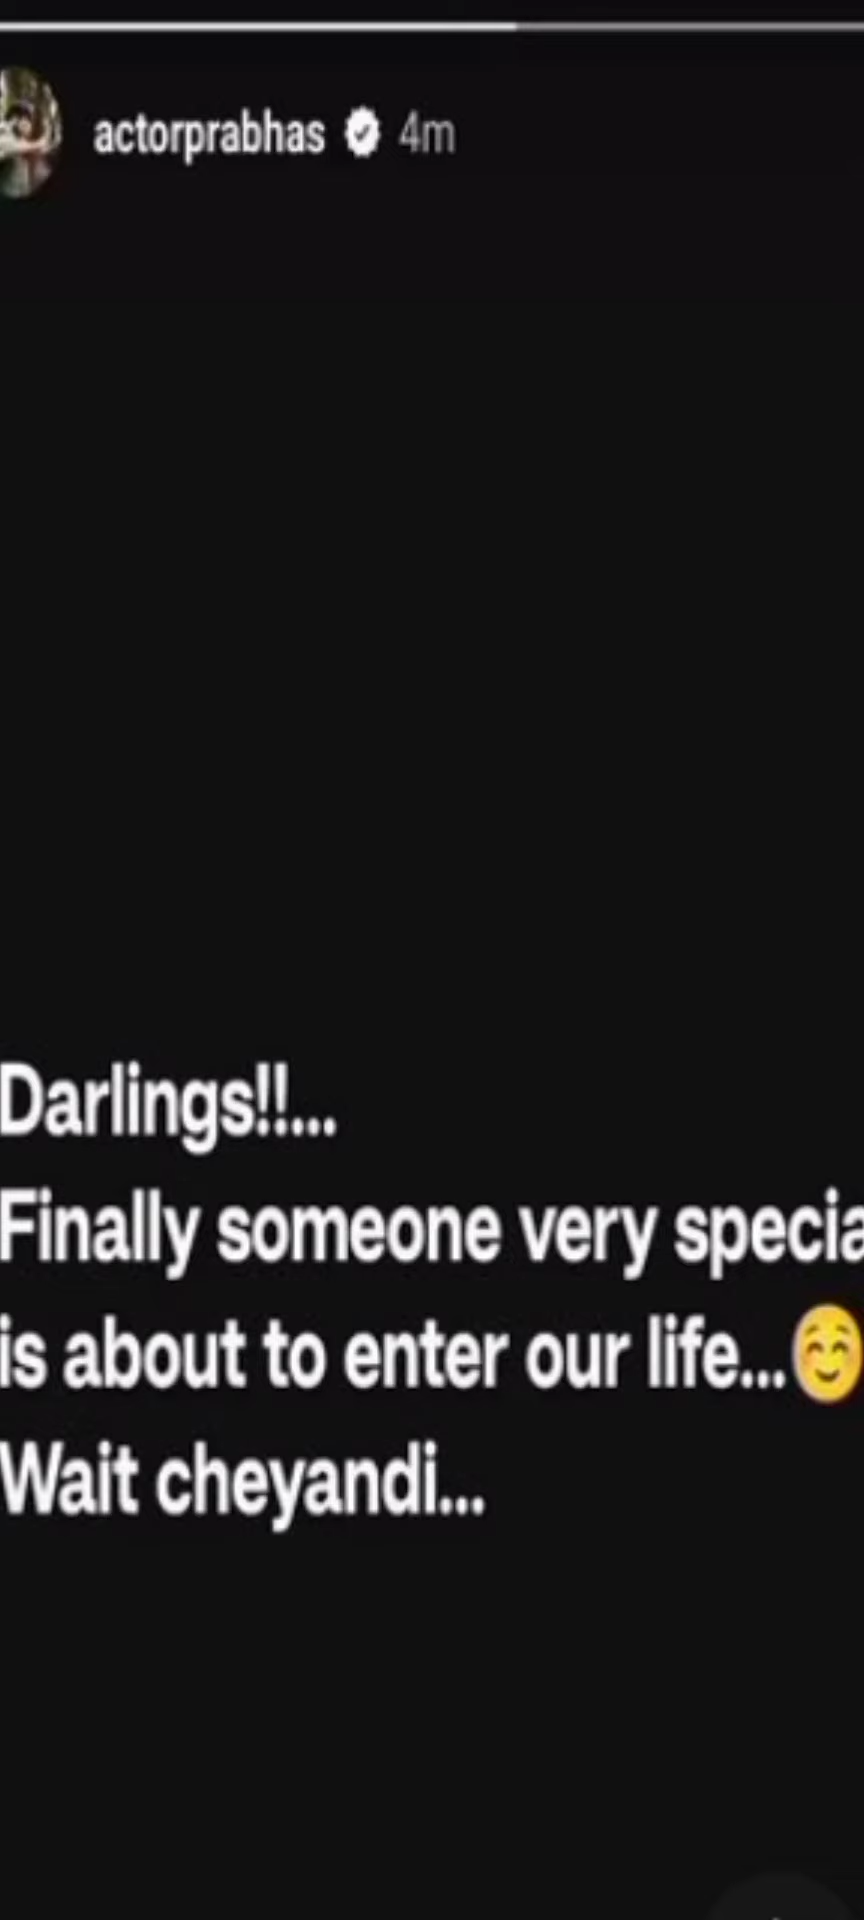 actorprabhas 4m
Darlings!!...
Finally someone very specia
is about to enter our life...☺️
Wait cheyandi...